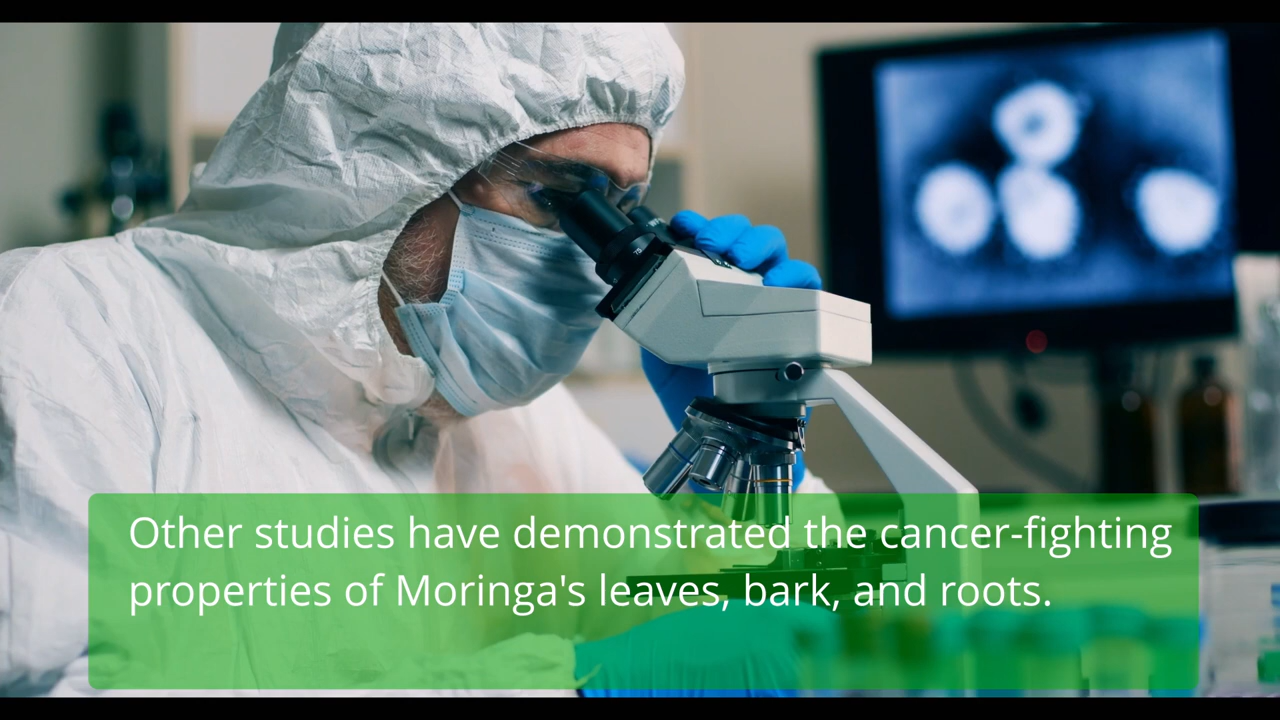 Other studies have demonstrated the cancer-fighting
properties of Moringa's leaves, bark, and roots.